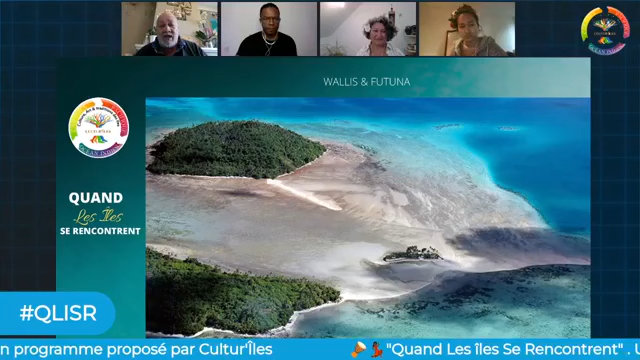 WALLIS & FUTUNA
QUAND
Les Îles
SE RENCONTRENT
#QLISR
n programme proposé par Cultur'Îles
"Quand Les îles Se Rencontrent"